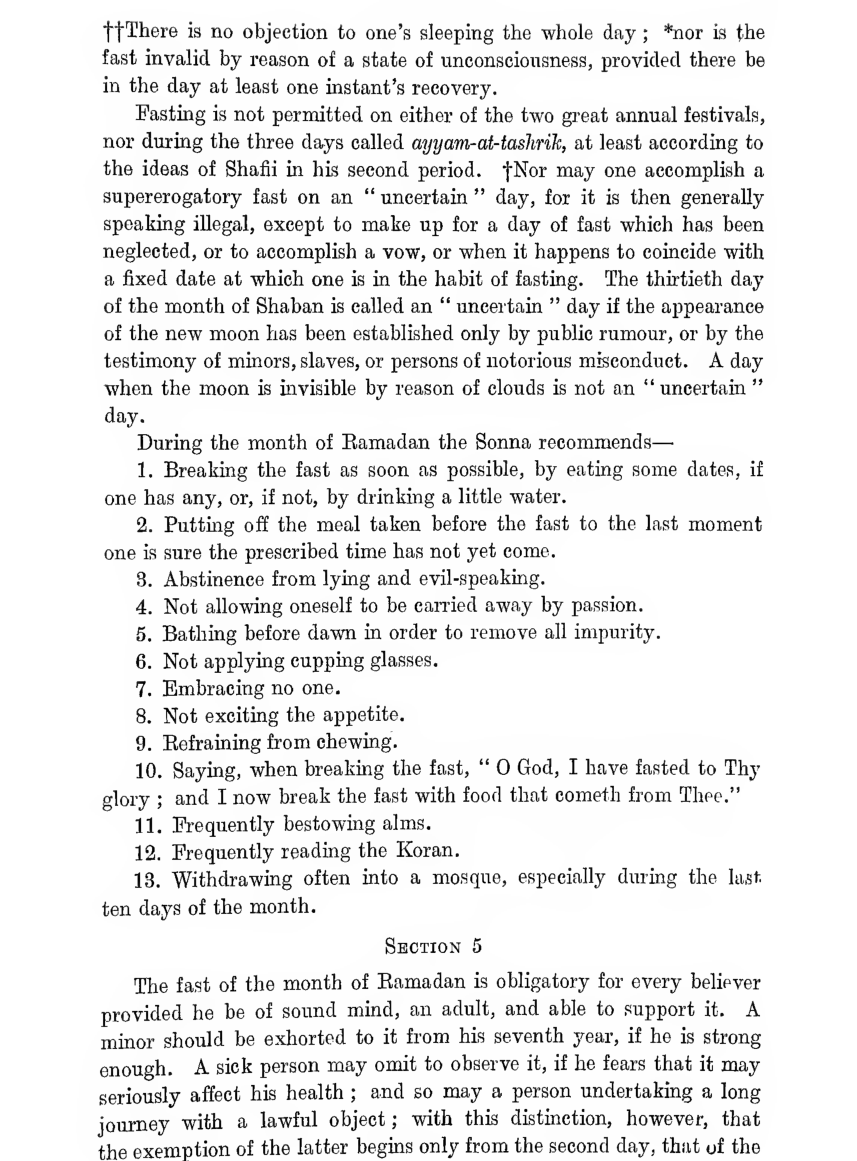 ††There is no objection to one's sleeping the whole day ; *nor is the
fast invalid by reason of a state of unconsciousness, provided there be
in the day at least one instant's recovery.
Fasting is not permitted on either of the two great annual festivals,
nor during the three days called ayyam-at-tashrik, at least according to
the ideas of Shafii in his second period. †Nor may one accomplish a
supererogatory fast on an “ uncertain ” day, for it is then generally
speaking illegal, except to make up for a day of fast which has been
neglected, or to accomplish a vow, or when it happens to coincide with
a fixed date at which one is in the habit of fasting. The thirtieth day
of the month of Shaban is called an “ uncertain ” day if the appearance
of the new moon has been established only by public rumour, or by the
testimony of minors, slaves, or persons of notorious misconduct. A day
when the moon is invisible by reason of clouds is not an “ uncertain ”
day.
During the month of Ramadan the Sonna recommends—
1. Breaking the fast as soon as possible, by eating some dates, if
one has any, or, if not, by drinking a little water.
2. Putting off the meal taken before the fast to the last moment
one is sure the prescribed time has not yet come.
3. Abstinence from lying and evil-speaking.
4. Not allowing oneself to be carried away by passion.
5. Bathing before dawn in order to remove all impurity.
6. Not applying cupping glasses.
7. Embracing no one.
8. Not exciting the appetite.
9. Refraining from chewing.
10. Saying, when breaking the fast, “ O God, I have fasted to Thy
glory ; and I now break the fast with food that cometh from Thee.”
11. Frequently bestowing alms.
12. Frequently reading the Koran.
13. Withdrawing often into a mosque, especially during the last
ten days of the month.
SECTION 5
The fast of the month of Ramadan is obligatory for every believer
provided he be of sound mind, an adult, and able to support it. A
minor should be exhorted to it from his seventh year, if he is strong
enough. A sick person may omit to observe it, if he fears that it may
seriously affect his health ; and so may a person undertaking a long
journey with a lawful object ; with this distinction, however, that
the exemption of the latter begins only from the second day, that of the